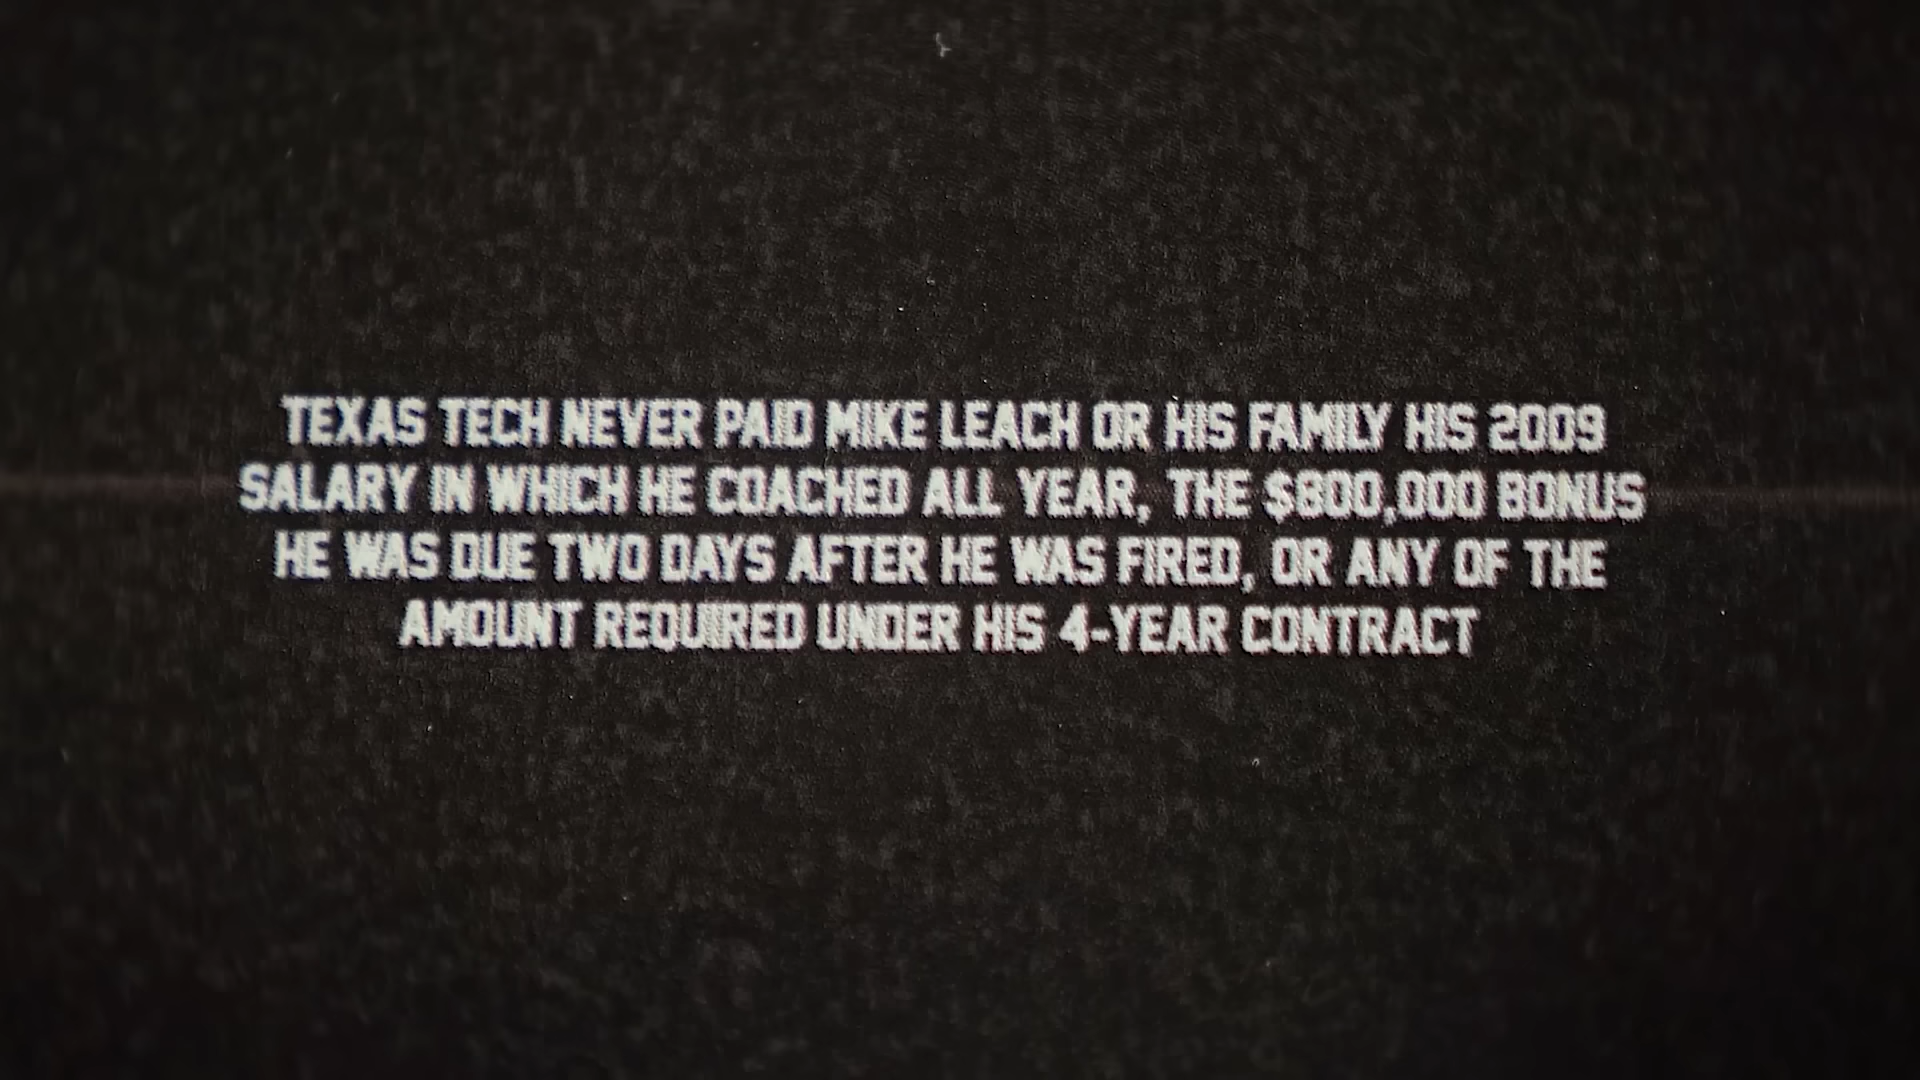 TEXAS TECH NEVER PAID MIKE LEACH OR HIS FAMILY HIS 2009
SALARY IN WHICH HE COACHED ALL YEAR, THE $800,000 BONUS
HE WAS DUE TWO DAYS AFTER HE WAS FIRED, OR ANY OF THE
AMOUNT REQUIRED UNDER HIS 4-YEAR CONTRACT